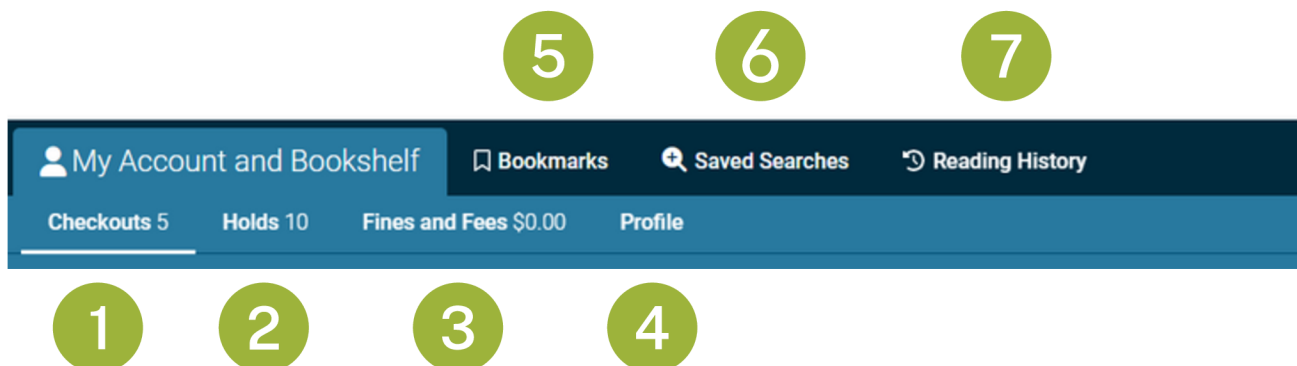 5 6 7
My Account and Bookshelf Bookmarks Saved Searches Reading History
Checkouts 5 Holds 10 Fines and Fees $0.00 Profile
1 2 3 4